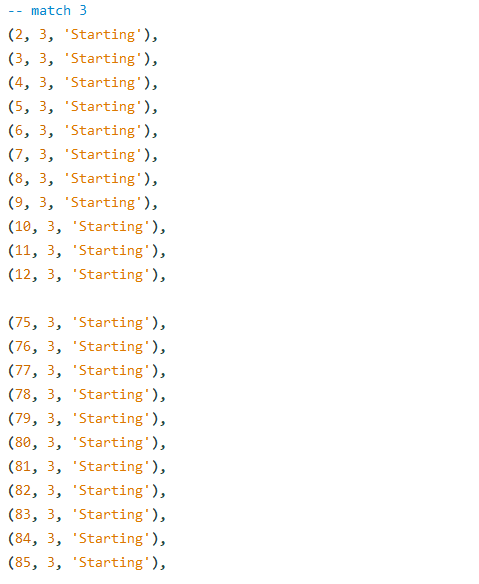 -- match 3
(2, 3, 'Starting'),
(3, 3, 'Starting'),
(4, 3, 'Starting'),
(5, 3, 'Starting'),
(6, 3, 'Starting'),
(7, 3, 'Starting'),
(8, 3, 'Starting'),
(9, 3, 'Starting'),
(10, 3, 'Starting'),
(11, 3, 'Starting'),
(12, 3, 'Starting'),

(75, 3, 'Starting'),
(76, 3, 'Starting'),
(77, 3, 'Starting'),
(78, 3, 'Starting'),
(79, 3, 'Starting'),
(80, 3, 'Starting'),
(81, 3, 'Starting'),
(82, 3, 'Starting'),
(83, 3, 'Starting'),
(84, 3, 'Starting'),
(85, 3, 'Starting'),